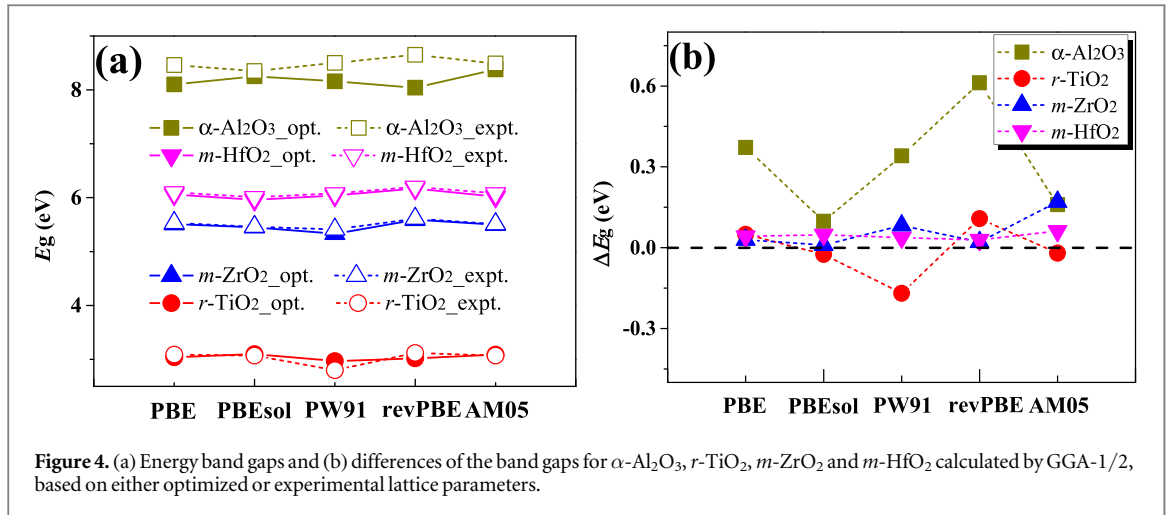 (a)
8
6
4
Eg (eV)
α-Al2O3_opt. α-Al2O3_expt.
m-HfO2_opt. m-HfO2_expt.
m-ZrO2_opt. m-ZrO2_expt.
r-TiO2_opt. r-TiO2_expt.
PBE PBEsol PW91 revPBE AM05
(b)
0.6
0.3
0.0
-0.3
ΔEg (eV)
α-Al2O3
r-TiO2
m-ZrO2
m-HfO2
PBE PBEsol PW91 revPBE AM05
Figure 4. (a) Energy band gaps and (b) differences of the band gaps for α-Al₂O₃, r-TiO₂, m-ZrO₂ and m-HfO₂ calculated by GGA-1/2,
based on either optimized or experimental lattice parameters.